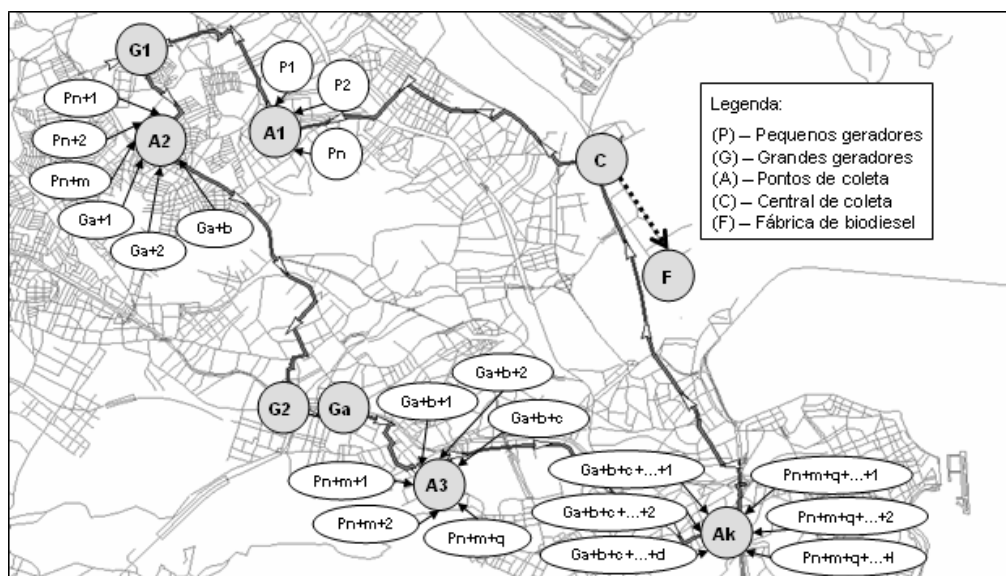 G1
P1
P2
Pn+1
A2
A1
Pn+2
Pn
Pn+m
Ga+1
Ga+2
Ga+b
C
F
Legenda:
(P) – Pequenos geradores
(G) – Grandes geradores
(A) – Pontos de coleta
(C) – Central de coleta
(F) – Fábrica de biodiesel
G2
Ga
Ga+b+1
Ga+b+2
Ga+b+c
A3
Pn+m+1
Pn+m+2
Pn+m+q
Ga+b+c+...+1
Ga+b+c+...+2
Ga+b+c+...+d
Ak
Pn+m+q+...+1
Pn+m+q+...+2
Pn+m+q+...+l